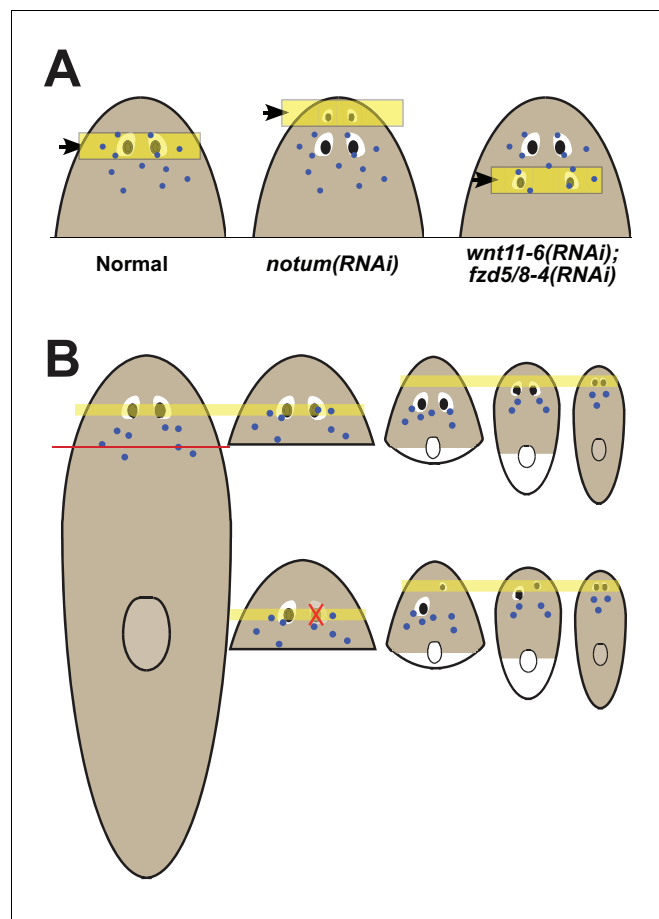 A
Normal
notum(RNAi)
wnt11-6(RNAi);
fzd5/8-4(RNAi)
B